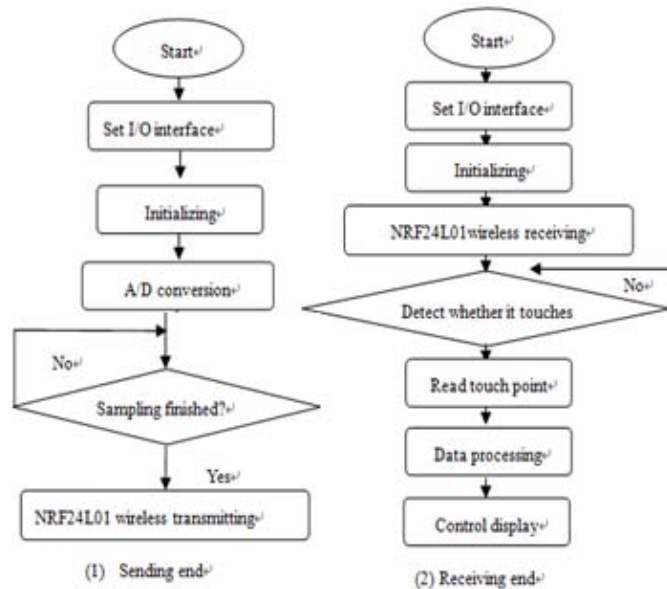 Start
Set I/O interface
Initializing
A/D conversion
No
Sampling finished?
Yes
NRF24L01 wireless transmitting
(1) Sending end
Start
Set I/O interface
Initializing
NRF24L01wireless receiving
No
Detect whether it touches
Read touch point
Data processing
Control display
(2) Receiving end